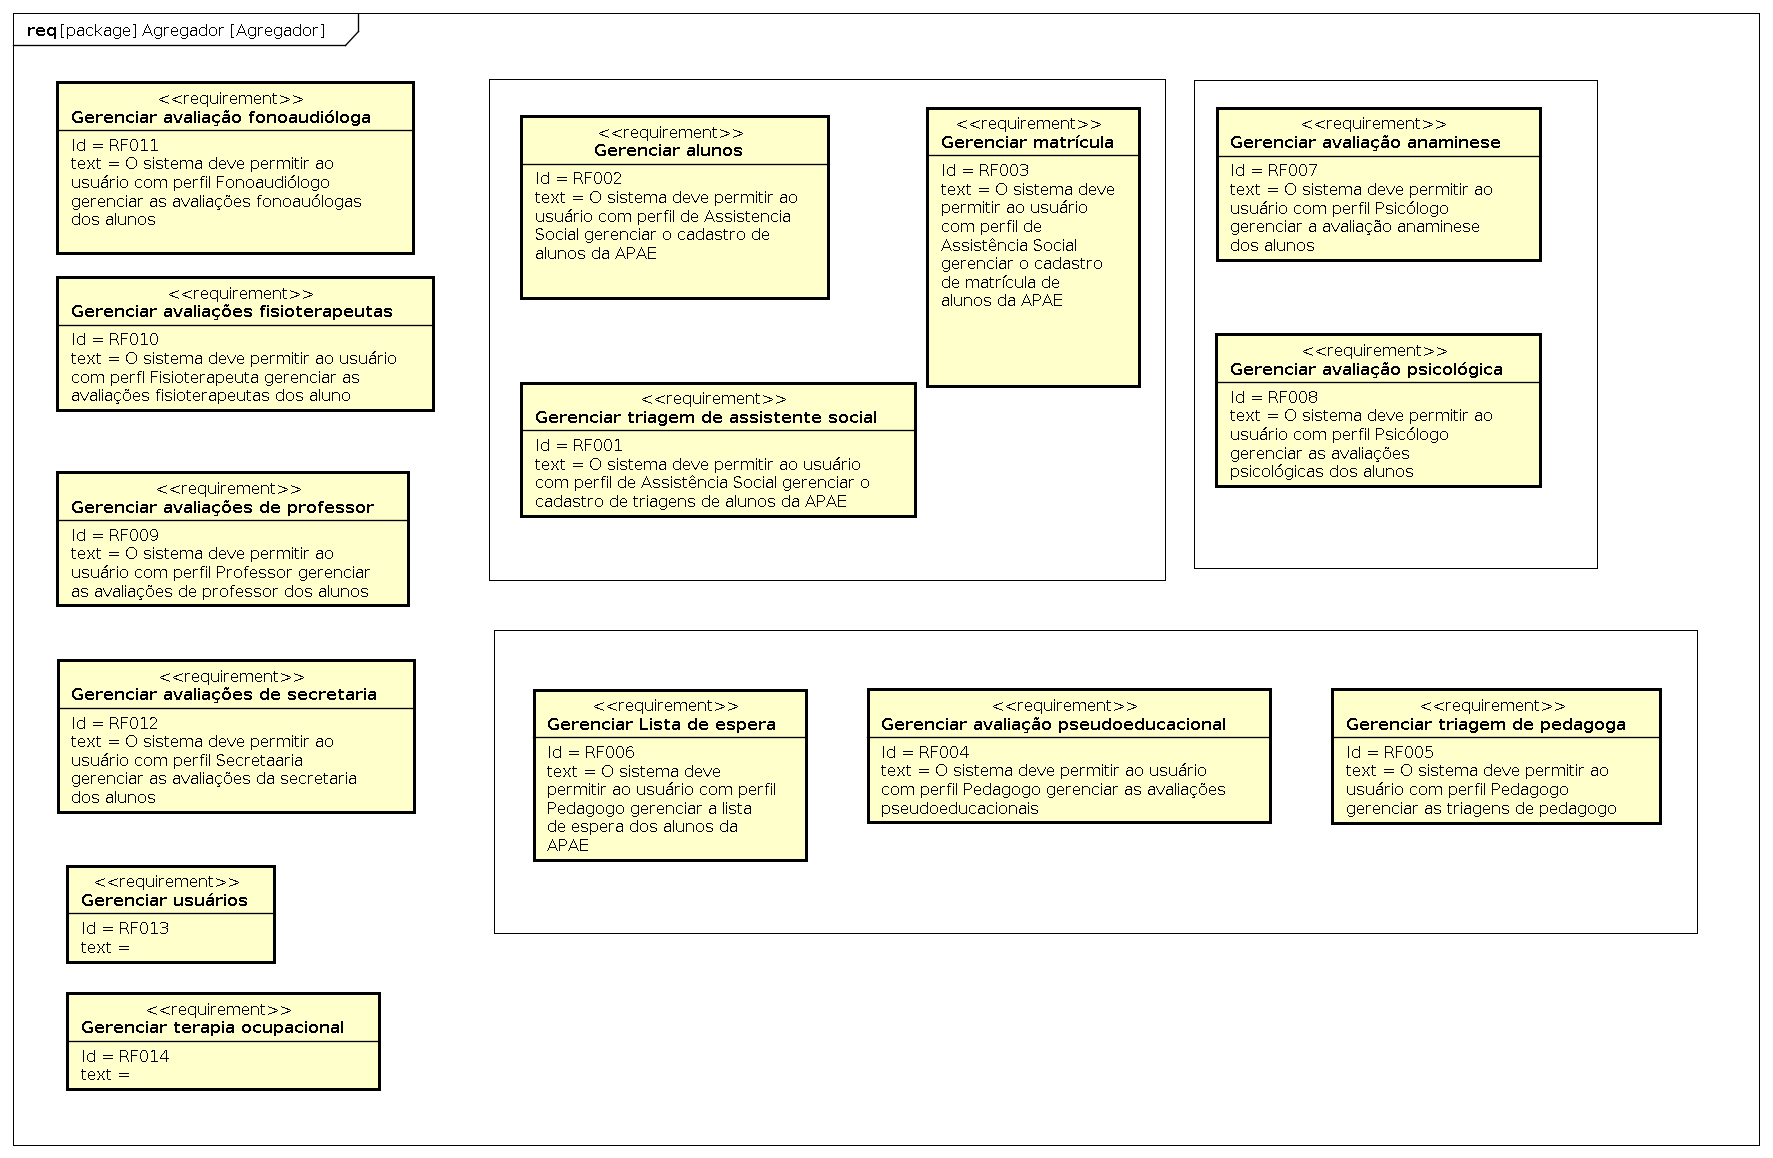 req [package] Agregador [Agregador]
<<requirement>>
Gerenciar avaliação fonoaudióloga
Id = RF011
text = O sistema deve permitir ao
usuário com perfil Fonoaudiólogo
gerenciar as avaliações fonoauólogas
dos alunos
<<requirement>>
Gerenciar avaliações fisioterapeutas
Id = RF010
text = O sistema deve permitir ao usuário
com perfl Fisioterapeuta gerenciar as
avaliações fisioterapeutas dos aluno
<<requirement>>
Gerenciar avaliações de professor
Id = RF009
text = O sistema deve permitir ao
usuário com perfil Professor gerenciar
as avaliações de professor dos alunos
<<requirement>>
Gerenciar avaliações de secretaria
Id = RF012
text = O sistema deve permitir ao
usuário com perfil Secretaaria
gerenciar as avaliações da secretaria
dos alunos
<<requirement>>
Gerenciar usuários
Id = RF013
text =
<<requirement>>
Gerenciar terapia ocupacional
Id = RF014
text =
<<requirement>>
Gerenciar alunos
Id = RF002
text = O sistema deve permitir ao
usuário com perfil de Assistencia
Social gerenciar o cadastro de
alunos da APAE
<<requirement>>
Gerenciar matrícula
Id = RF003
text = O sistema deve
permitir ao usuário
com perfil de
Assistência Social
gerenciar o cadastro
de matrícula de
alunos da APAE
<<requirement>>
Gerenciar triagem de assistente social
Id = RF001
text = O sistema deve permitir ao usuário
com perfil de Assistência Social gerenciar o
cadastro de triagens de alunos da APAE
<<requirement>>
Gerenciar avaliação anaminese
Id = RF007
text = O sistema deve permitir ao
usuário com perfil Psicólogo
gerenciar a avaliação anaminese
dos alunos
<<requirement>>
Gerenciar avaliação psicológica
Id = RF008
text = O sistema deve permitir ao
usuário com perfil Psicólogo
gerenciar as avaliações
psicológicas dos alunos
<<requirement>>
Gerenciar Lista de espera
Id = RF006
text = O sistema deve
permitir ao usuário com perfil
Pedagogo gerenciar a lista
de espera dos alunos da
APAE
<<requirement>>
Gerenciar avaliação pseudoeducacional
Id = RF004
text = O sistema deve permitir ao usuário
com perfil Pedagogo gerenciar as avaliações
pseudoeducacionais
<<requirement>>
Gerenciar triagem de pedagoga
Id = RF005
text = O sistema deve permitir ao
usuário com perfil Pedagogo
gerenciar as triagens de pedagogo